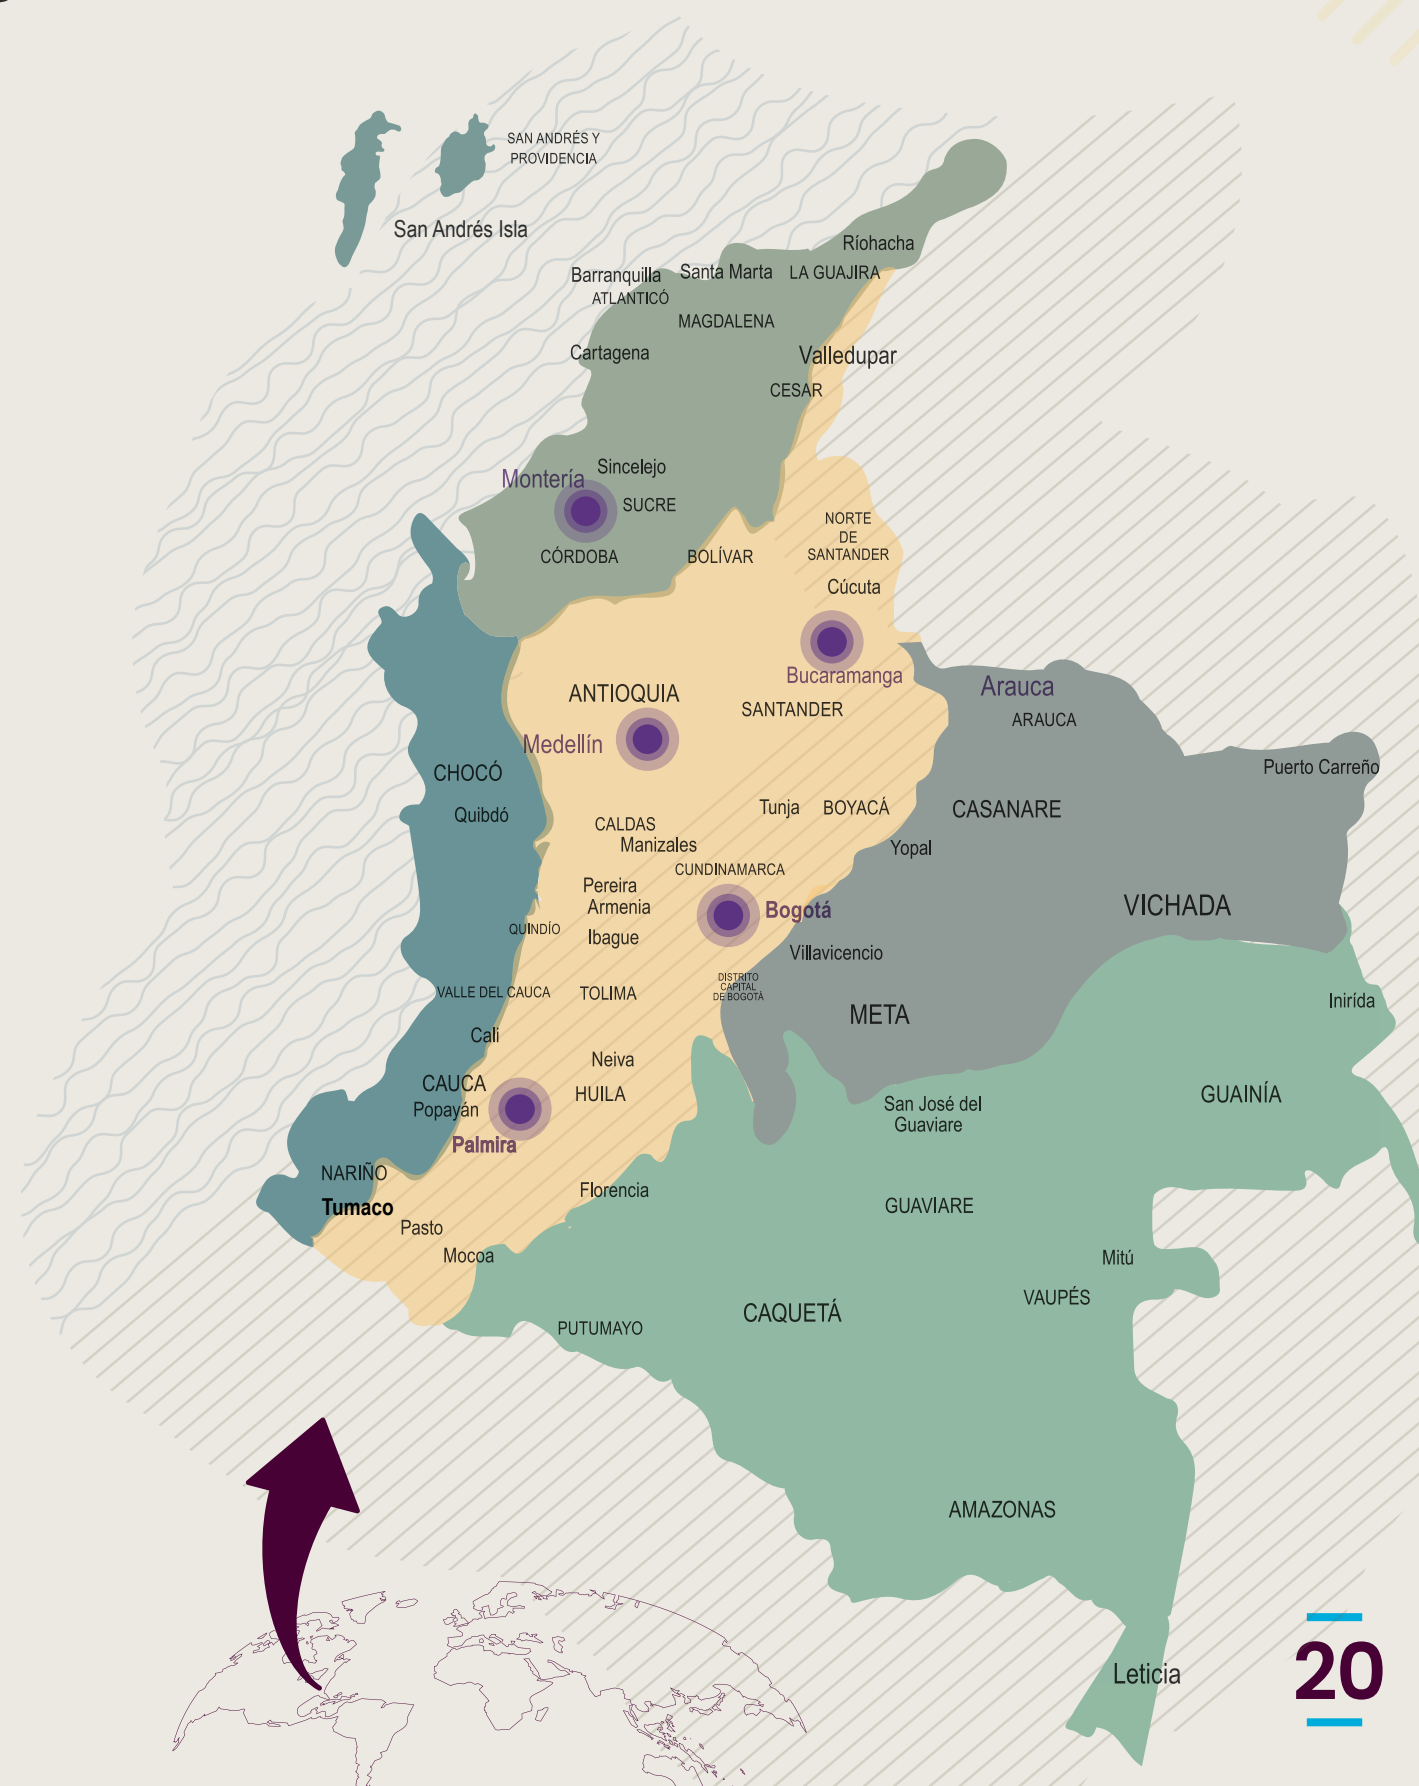 SAN ANDRÉS Y
PROVIDENCIA
San Andrés Isla
Ríohacha
Barranquilla
Santa Marta
LA GUAJIRA
ATLANTICÓ
MAGDALENA
Cartagena
Valledupar
CESAR
Sincelejo
Montería
SUCRE
NORTE
DE
SANTANDER
CÓRDOBA
BOLÍVAR
Cúcuta
Bucaramanga
Arauca
ANTIOQUIA
SANTANDER
ARAUCA
Medellín
CHOCÓ
Puerto Carreño
Quibdó
Tunja
BOYACÁ
CASANARE
CALDAS
Manizales
Yopal
CUNDINAMARCA
Pereira
Armenia
Bogotá
VICHADA
QUINDÍO
Ibague
Villavicencio
DISTRITO
CAPITAL
DE BOGOTÁ
VALLE DEL CAUCA
TOLIMA
Inirída
META
Cali
Neiva
CAUCA
HUILA
GUAINÍA
Popayán
San José del
Guaviare
Palmira
NARIÑO
Florencia
Tumaco
GUAVIARE
Pasto
Mocoa
Mitú
VAUPÉS
CAQUETÁ
PUTUMAYO
AMAZONAS
Leticia
20